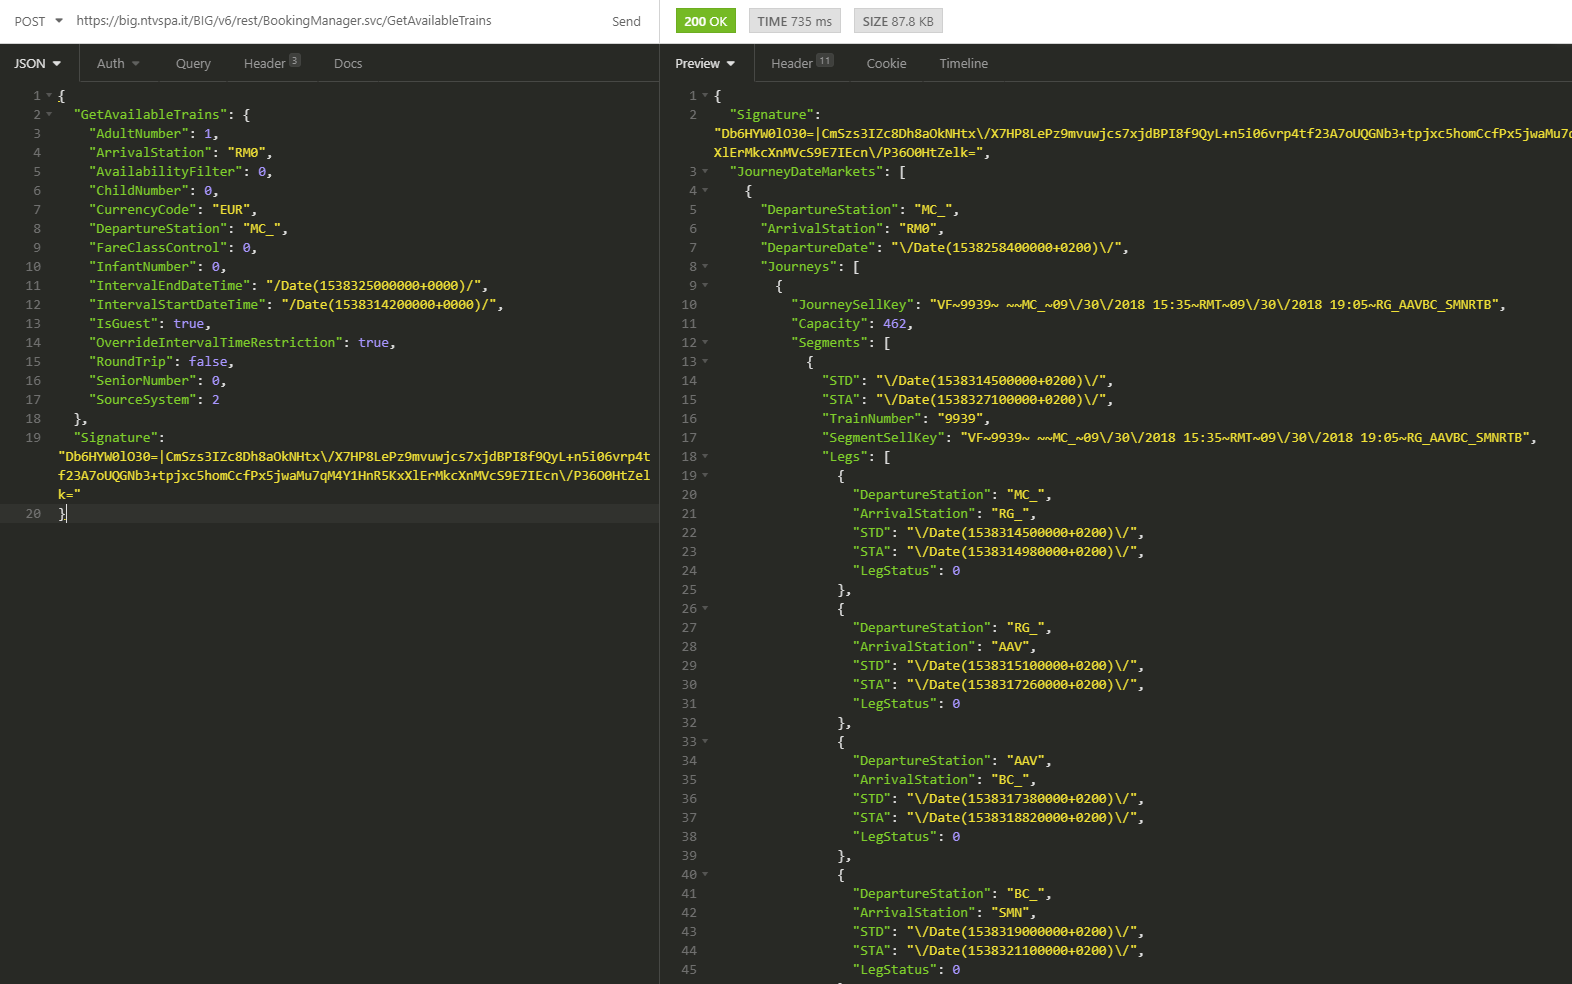 POST https://big.ntvspa.it/BIG/v6/rest/BookingManager.svc/GetAvailableTrains Send
JSON Auth Query Header 3 Docs
1 {
2 "GetAvailableTrains": {
3 "AdultNumber": 1,
4 "ArrivalStation": "RM0",
5 "AvailabilityFilter": 0,
6 "ChildNumber": 0,
7 "CurrencyCode": "EUR",
8 "DepartureStation": "MC_",
9 "FareClassControl": 0,
10 "InfantNumber": 0,
11 "IntervalEndDateTime": "/Date(1538325000000+0000)/",
12 "IntervalStartDateTime": "/Date(1538314200000+0000)/",
13 "IsGuest": true,
14 "OverrideIntervalTimeRestriction": true,
15 "RoundTrip": false,
16 "SeniorNumber": 0,
17 "SourceSystem": 2
18 },
19 "Signature":
"Db6HYW0lO30=|CmSzs3IZc8Dh8aOkNHtx\/X7HP8LePz9mvuwjcs7xjdBPI8f9QyL+n5i06vrp4t
f23A7oUQGNb3+tpjxc5homCcfPx5jwaMu7qM4Y1HnR5KxXlErMkcXnMVcS9E7IEcn\/P36O0HtZel
k="
20 }
200 OK TIME 735 ms SIZE 87.8 KB
Preview Header 11 Cookie Timeline
1 {
2 "Signature":
"Db6HYW0lO30=|CmSzs3IZc8Dh8aOkNHtx\/X7HP8LePz9mvuwjcs7xjdBPI8f9QyL+n5i06vrp4tf23A7oUQGNb3+tpjxc5homCcfPx5jwaMu7
XlErMkcXnMVcS9E7IEcn\/P36O0HtZelk=",
3 "JourneyDateMarkets": [
4 {
5 "DepartureStation": "MC_",
6 "ArrivalStation": "RM0",
7 "DepartureDate": "\/Date(1538258400000+0200)\/",
8 "Journeys": [
9 {
10 "JourneySellKey": "VF~9939~ ~~MC_~09\/30\/2018 15:35~RMT~09\/30\/2018 19:05~RG_AAVBC_SMNRTB",
11 "Capacity": 462,
12 "Segments": [
13 {
14 "STD": "\/Date(1538314500000+0200)\/",
15 "STA": "\/Date(1538327100000+0200)\/",
16 "TrainNumber": "9939",
17 "SegmentSellKey": "VF~9939~ ~~MC_~09\/30\/2018 15:35~RMT~09\/30\/2018 19:05~RG_AAVBC_SMNRTB",
18 "Legs": [
19 {
20 "DepartureStation": "MC_",
21 "ArrivalStation": "RG_",
22 "STD": "\/Date(1538314500000+0200)\/",
23 "STA": "\/Date(1538314980000+0200)\/",
24 "LegStatus": 0
25 },
26 {
27 "DepartureStation": "RG_",
28 "ArrivalStation": "AAV",
29 "STD": "\/Date(1538315100000+0200)\/",
30 "STA": "\/Date(1538317260000+0200)\/",
31 "LegStatus": 0
32 },
33 {
34 "DepartureStation": "AAV",
35 "ArrivalStation": "BC_",
36 "STD": "\/Date(1538317380000+0200)\/",
37 "STA": "\/Date(1538318820000+0200)\/",
38 "LegStatus": 0
39 },
40 {
41 "DepartureStation": "BC_",
42 "ArrivalStation": "SMN",
43 "STD": "\/Date(1538319000000+0200)\/",
44 "STA": "\/Date(1538321100000+0200)\/",
45 "LegStatus": 0